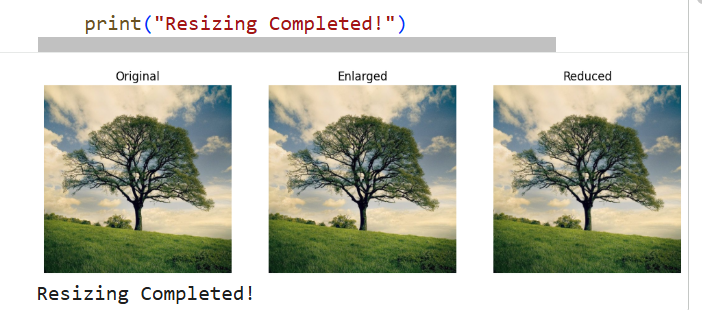 print("Resizing Completed!")
Original Enlarged Reduced
Resizing Completed!